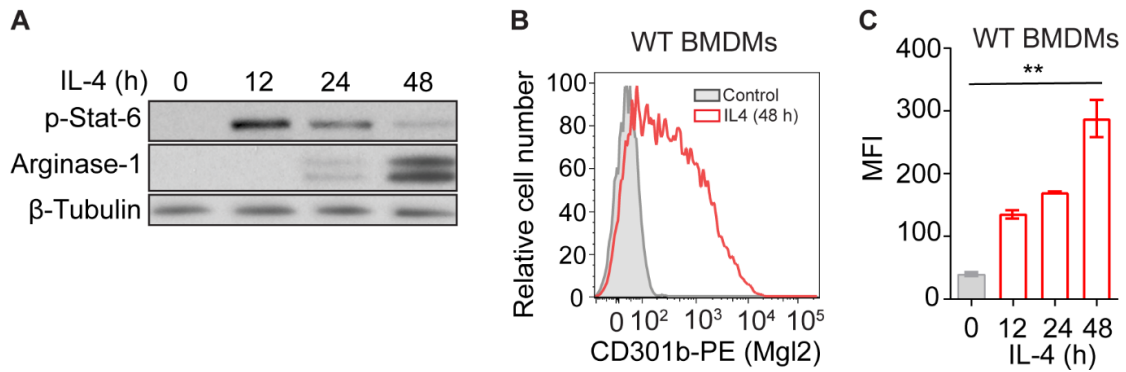 A
IL-4 (h) 0 12 24 48
p-Stat-6
Arginase-1
β-Tubulin
B
WT BMDMs
Relative cell number
100
80
60
40
20
0
Control
IL4 (48 h)
0 10² 10³ 10⁴ 10⁵
CD301b-PE (Mgl2)
C
WT BMDMs
**
MFI
400
300
200
100
0
0 12 24 48
IL-4 (h)